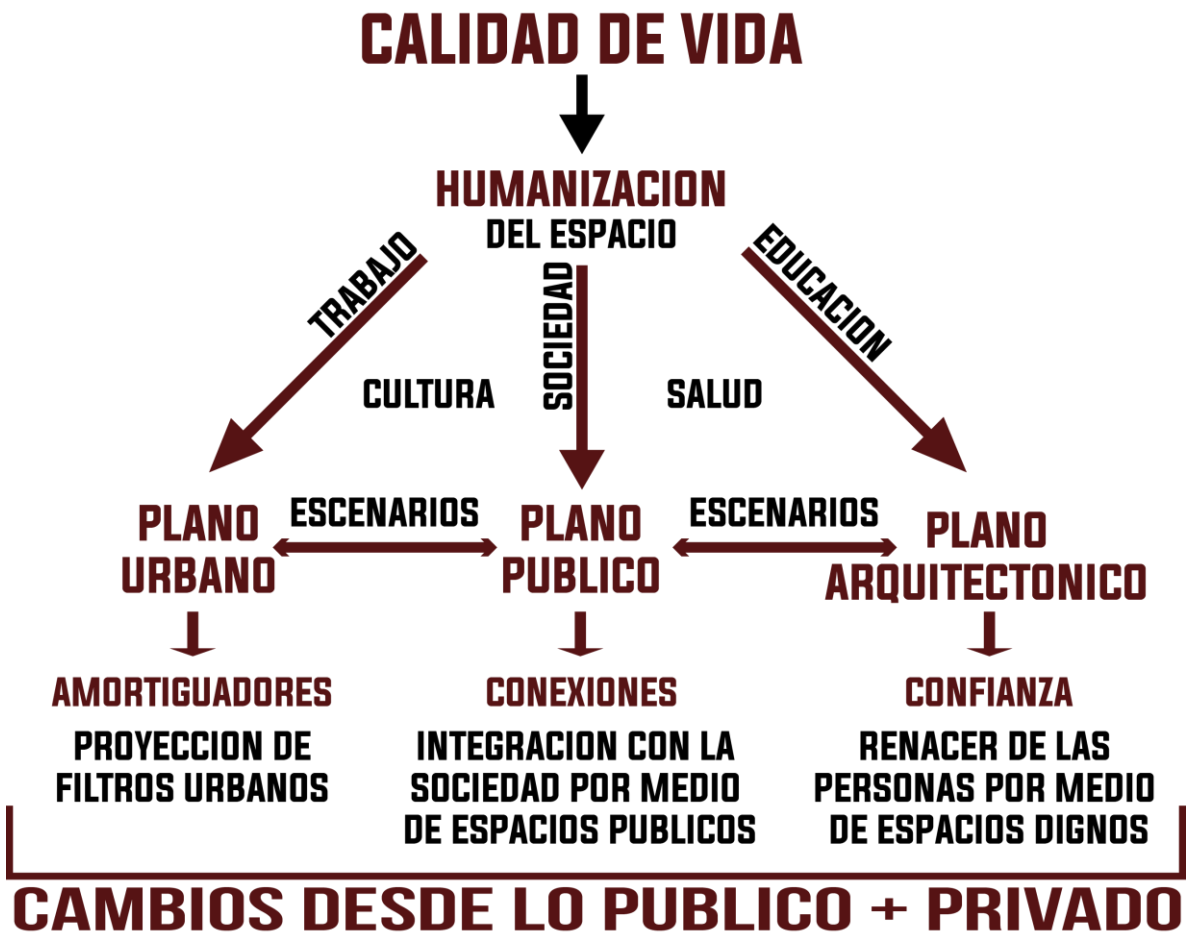 CALIDAD DE VIDA
HUMANIZACION
DEL ESPACIO
TRABAJO
SOCIEDAD
EDUCACION
CULTURA
SALUD
ESCENARIOS
ESCENARIOS
PLANO
URBANO
PLANO
PUBLICO
PLANO
ARQUITECTONICO
AMORTIGUADORES
PROYECCION DE
FILTROS URBANOS
CONEXIONES
INTEGRACION CON LA
SOCIEDAD POR MEDIO
DE ESPACIOS PUBLICOS
CONFIANZA
RENACER DE LAS
PERSONAS POR MEDIO
DE ESPACIOS DIGNOS
CAMBIOS DESDE LO PUBLICO + PRIVADO